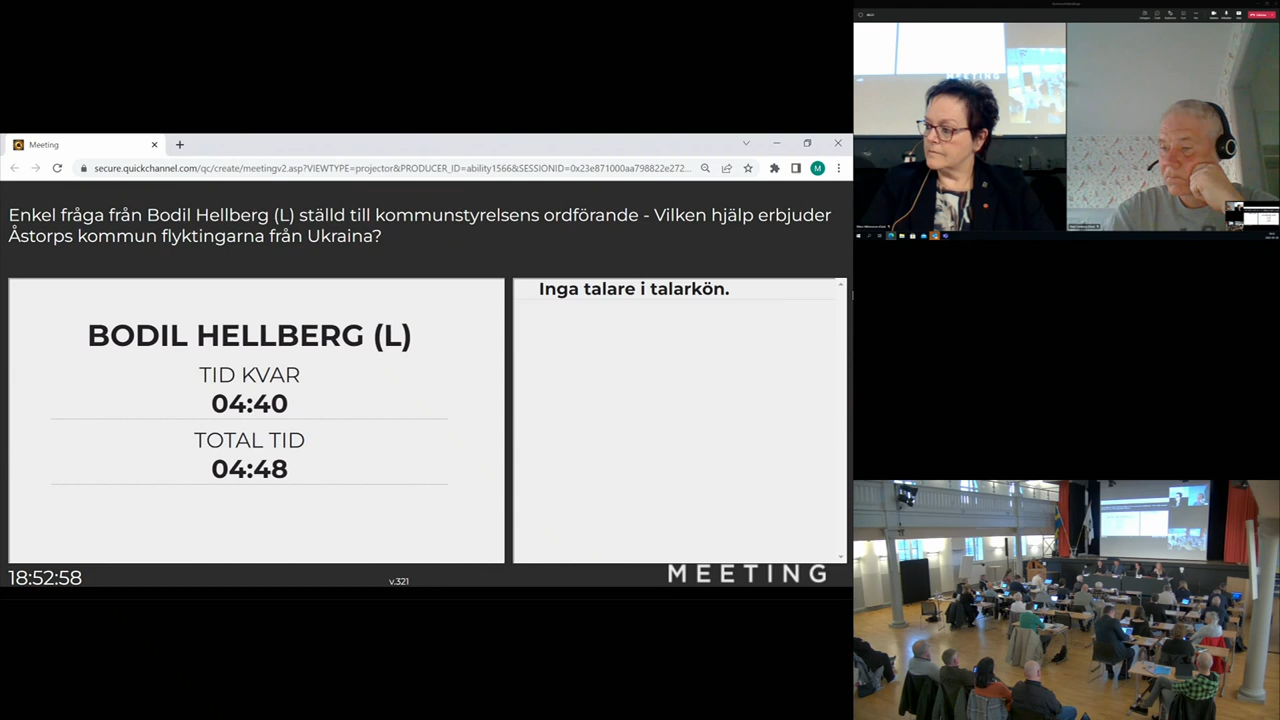 Meeting
secure.quickchannel.com/qc/create/meetingv2.asp?VIEWTYPE=projector&PRODUCER_ID=ability1566&SESSIONID=0x23e871000aa798822e272...
M
Enkel fråga från Bodil Hellberg (L) ställd till kommunstyrelsens ordförande - Vilken hjälp erbjuder
Åstorps kommun flyktingarna från Ukraina?
BODIL HELLBERG (L)
TID KVAR
04:40
TOTAL TID
04:48
Inga talare i talarkön.
18:52:58
v.321
MEETING
MEETING